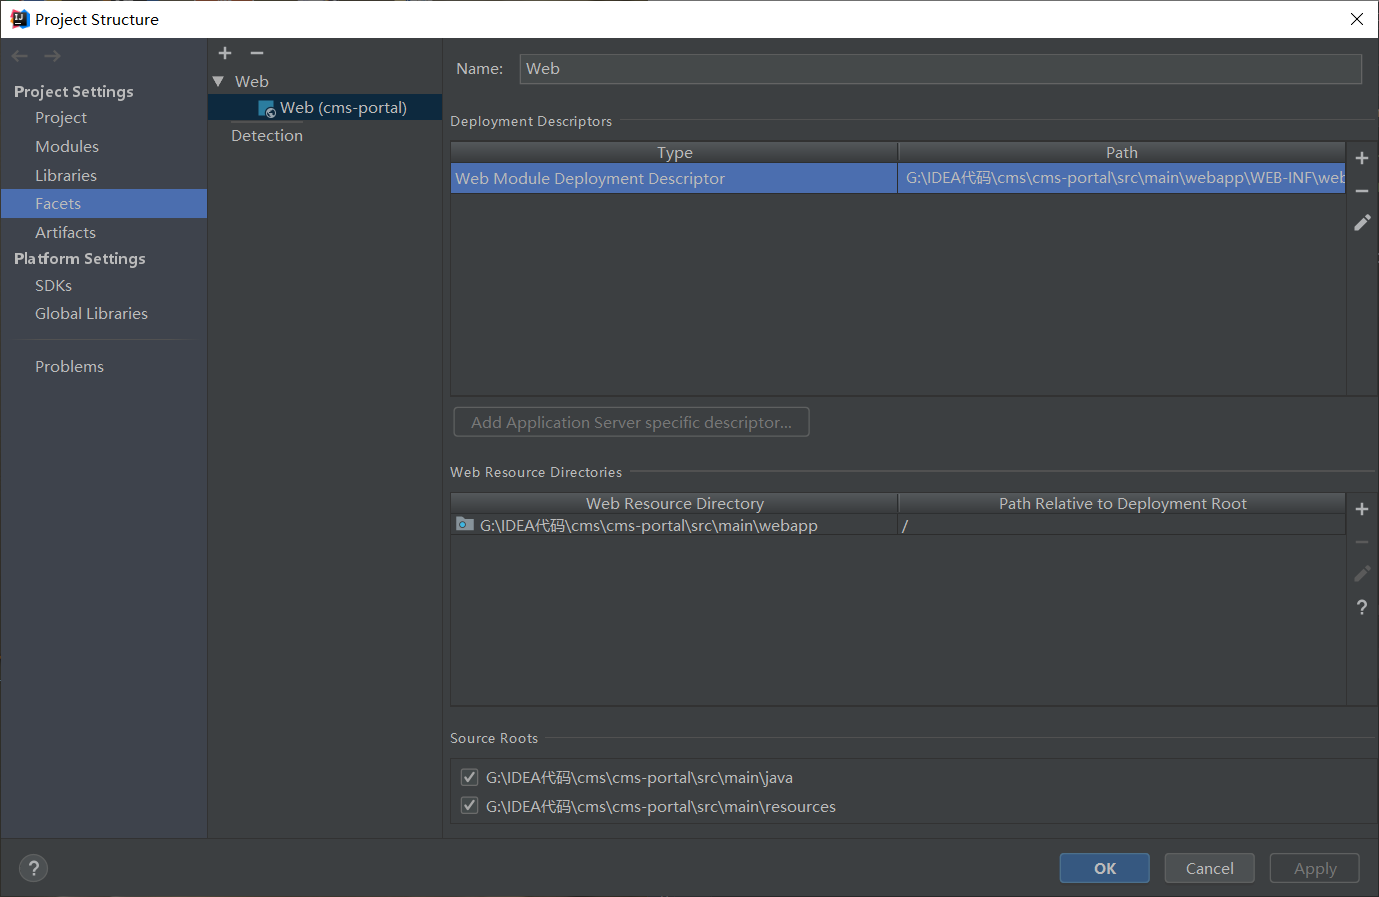 Project Structure
Project Settings
Project
Modules
Libraries
Facets
Artifacts
Platform Settings
SDKs
Global Libraries
Problems
Web
Web (cms-portal)
Detection
Name: Web
Deployment Descriptors
Type Path
Web Module Deployment Descriptor G:\IDEA代码\cms\cms-portal\src\main\webapp\WEB-INF\web
Add Application Server specific descriptor...
Web Resource Directories
Web Resource Directory Path Relative to Deployment Root
G:\IDEA代码\cms\cms-portal\src\main\webapp /
Source Roots
G:\IDEA代码\cms\cms-portal\src\main\java
G:\IDEA代码\cms\cms-portal\src\main\resources
? OK Cancel Apply